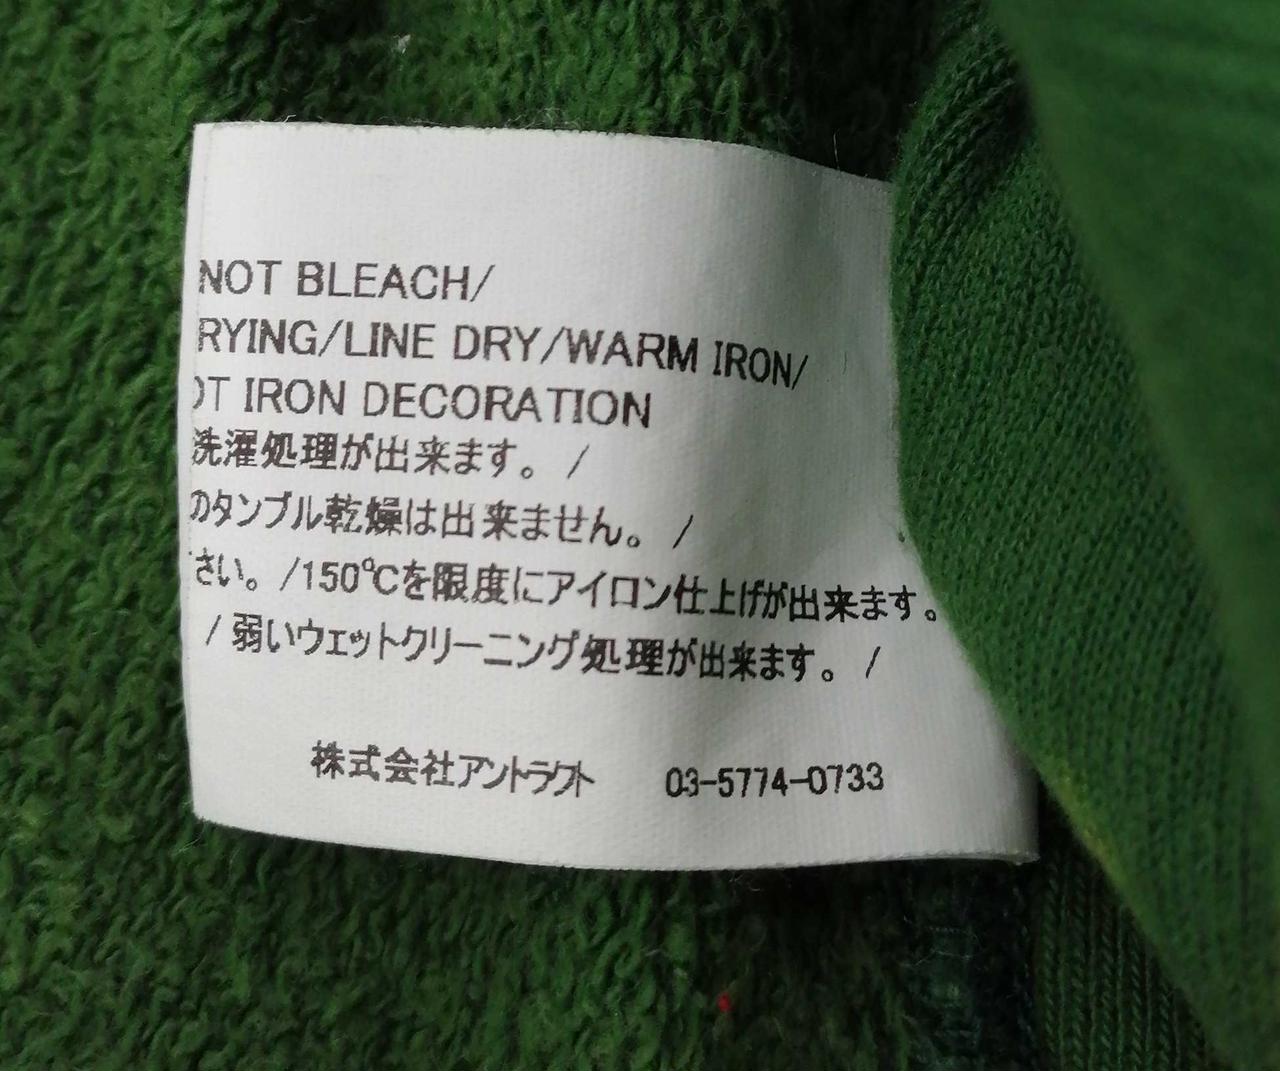 NOT BLEACH/
RYING/LINE DRY/WARM IRON/
OT IRON DECORATION
洗濯処理が出来ます。/
のタンブル乾燥は出来ません。/
さい。/150℃を限度にアイロン仕上げが出来ます。
/弱いウェットクリーニング処理が出来ます。/
株式会社アントラクト 03-5774-0733